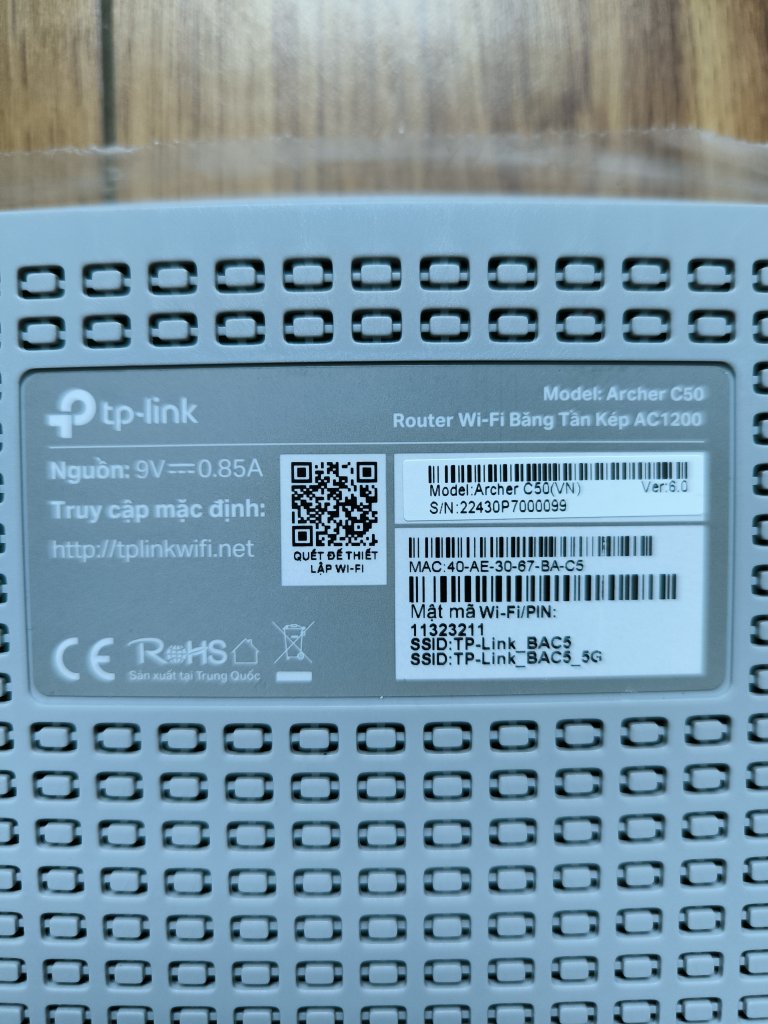 tp-link
Model: Archer C50
Router Wi-Fi Băng Tần Kép AC1200
Nguồn: 9V⎓0.85A
Truy cập mặc định:
http://tplinkwifi.net
QUÉT ĐỂ THIẾT
LẬP WI-FI
Model:Archer C50(VN) Ver:6.0
S/N:22430P7000099
MAC:40-AE-30-67-BA-C5
Mật mã Wi-Fi/PIN:
11323211
SSID:TP-Link_BAC5
SSID:TP-Link_BAC5_5G
CE RoHS
Sản xuất tại Trung Quốc